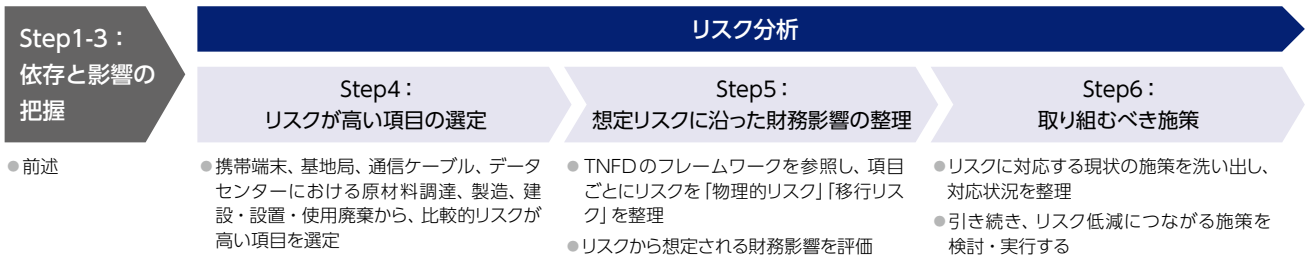 Step1-3：
依存と影響の
把握
●前述
リスク分析
Step4：
リスクが高い項目の選定
●携帯端末、基地局、通信ケーブル、データ
センターにおける原材料調達、製造、建
設・設置・使用廃棄から、比較的リスクが
高い項目を選定
Step5：
想定リスクに沿った財務影響の整理
●TNFDのフレームワークを参照し、項目
ごとにリスクを「物理的リスク」「移行リス
ク」を整理
●リスクから想定される財務影響を評価
Step6：
取り組むべき施策
●リスクに対応する現状の施策を洗い出し、
対応状況を整理
●引き続き、リスク低減につながる施策を
検討・実行する